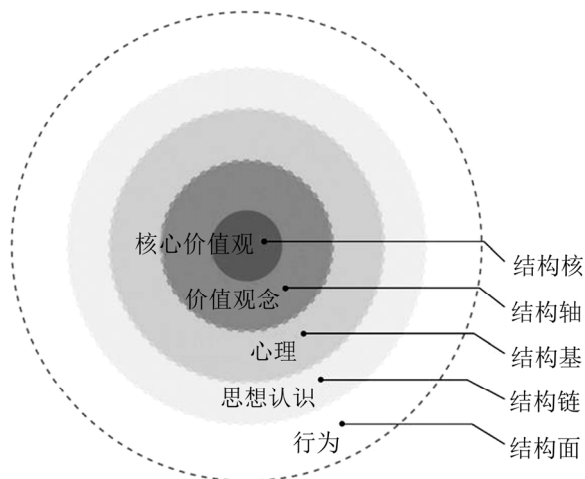 核心价值观
结构核
价值观念
结构轴
心理
结构基
思想认识
结构链
行为
结构面